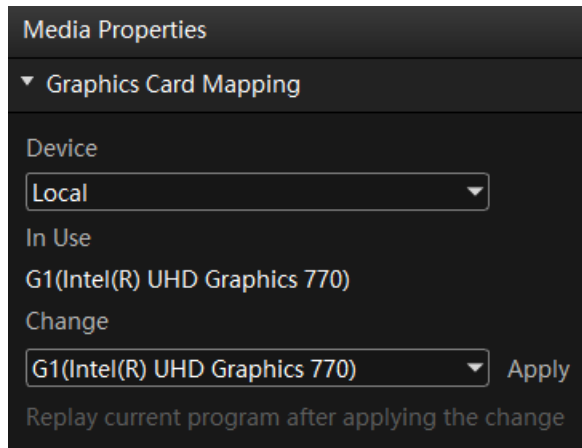 Media Properties
Graphics Card Mapping
Device
Local
In Use
G1(Intel(R) UHD Graphics 770)
Change
G1(Intel(R) UHD Graphics 770) Apply
Replay current program after applying the change